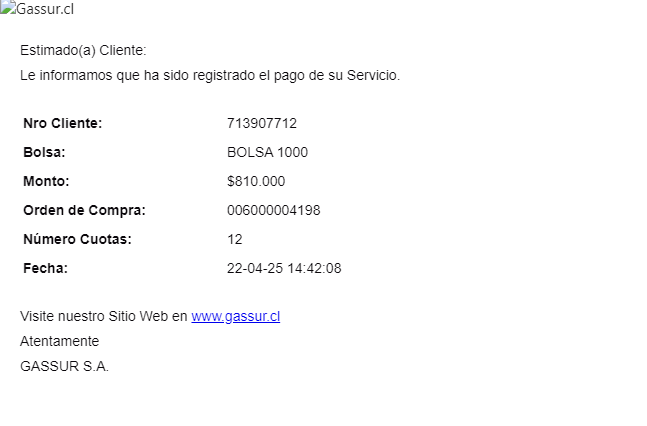 Gassur.cl
Estimado(a) Cliente:
Le informamos que ha sido registrado el pago de su Servicio.
Nro Cliente: 713907712
Bolsa: BOLSA 1000
Monto: $810.000
Orden de Compra: 006000004198
Número Cuotas: 12
Fecha: 22-04-25 14:42:08
Visite nuestro Sitio Web en www.gassur.cl
Atentamente
GASSUR S.A.